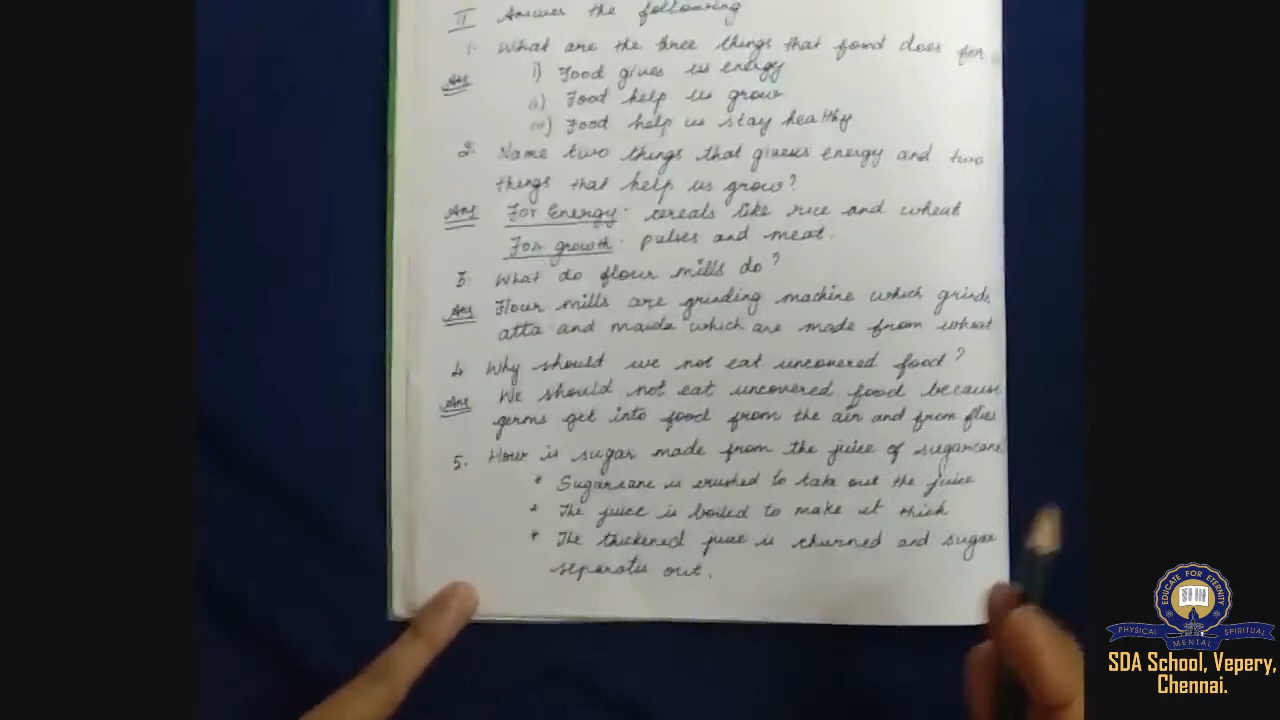 II Answer the following
1. What are the three things that food does for
Ans i) Food gives us energy
ii) Food help us grow
iii) Food help us stay healthy
2. Name two things that giveus energy and two
things that help us grow?
Ans For Energy: cereals like rice and wheat
For growth. pulses and meat.
3. What do flour mills do?
Ans Flour mills are grinding machine which grinds
atta and maida which are made from wheat
4. Why should we not eat uncovered food?
Ans We should not eat uncovered food because
germs get into food from the air and from flies
5. How is sugar made from the juice of sugarcane
* Sugarcane is crushed to take out the juice
* The juice is boiled to make it thick
* The thickened juice is churned and sugar
separates out.
EDUCATE FOR ETERNITY
PHYSICAL MENTAL SPIRITUAL
SDA School, Vepery,
Chennai.